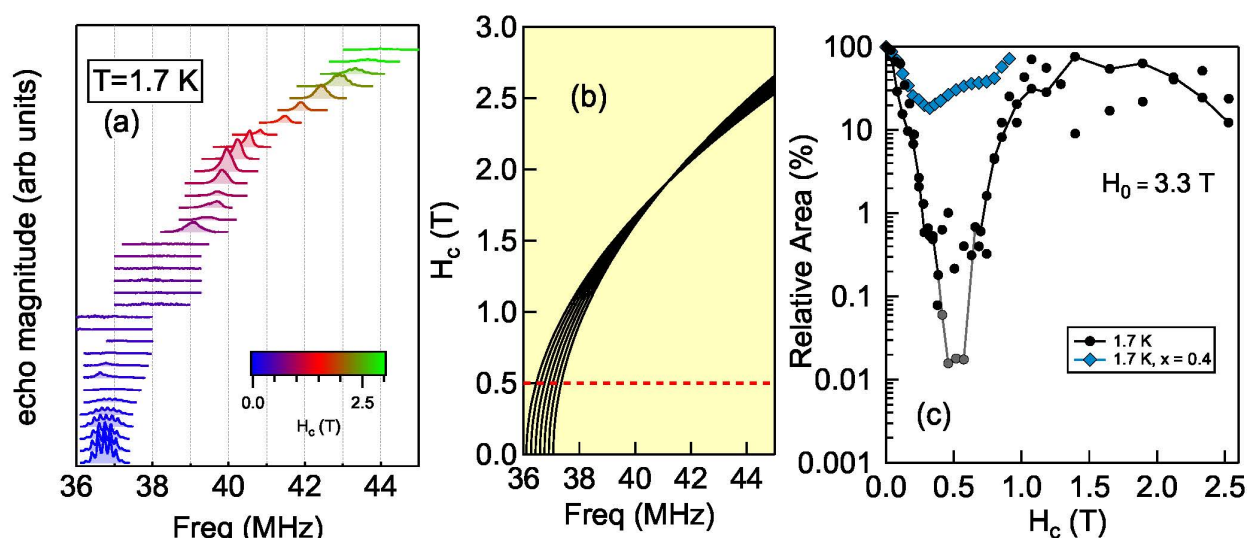 echo magnitude (arb units)
T=1.7 K
(a)
0.0
2.5
H_c (T)
36
38
40
42
44
Freq (MHz)
H_c (T)
3.0
2.5
2.0
1.5
1.0
0.5
0.0
(b)
36
38
40
42
44
Freq (MHz)
Relative Area (%)
100
10
1
0.1
0.01
0.001
H₀ = 3.3 T
1.7 K
1.7 K, x = 0.4
(c)
0.0
0.5
1.0
1.5
2.0
2.5
H_c (T)